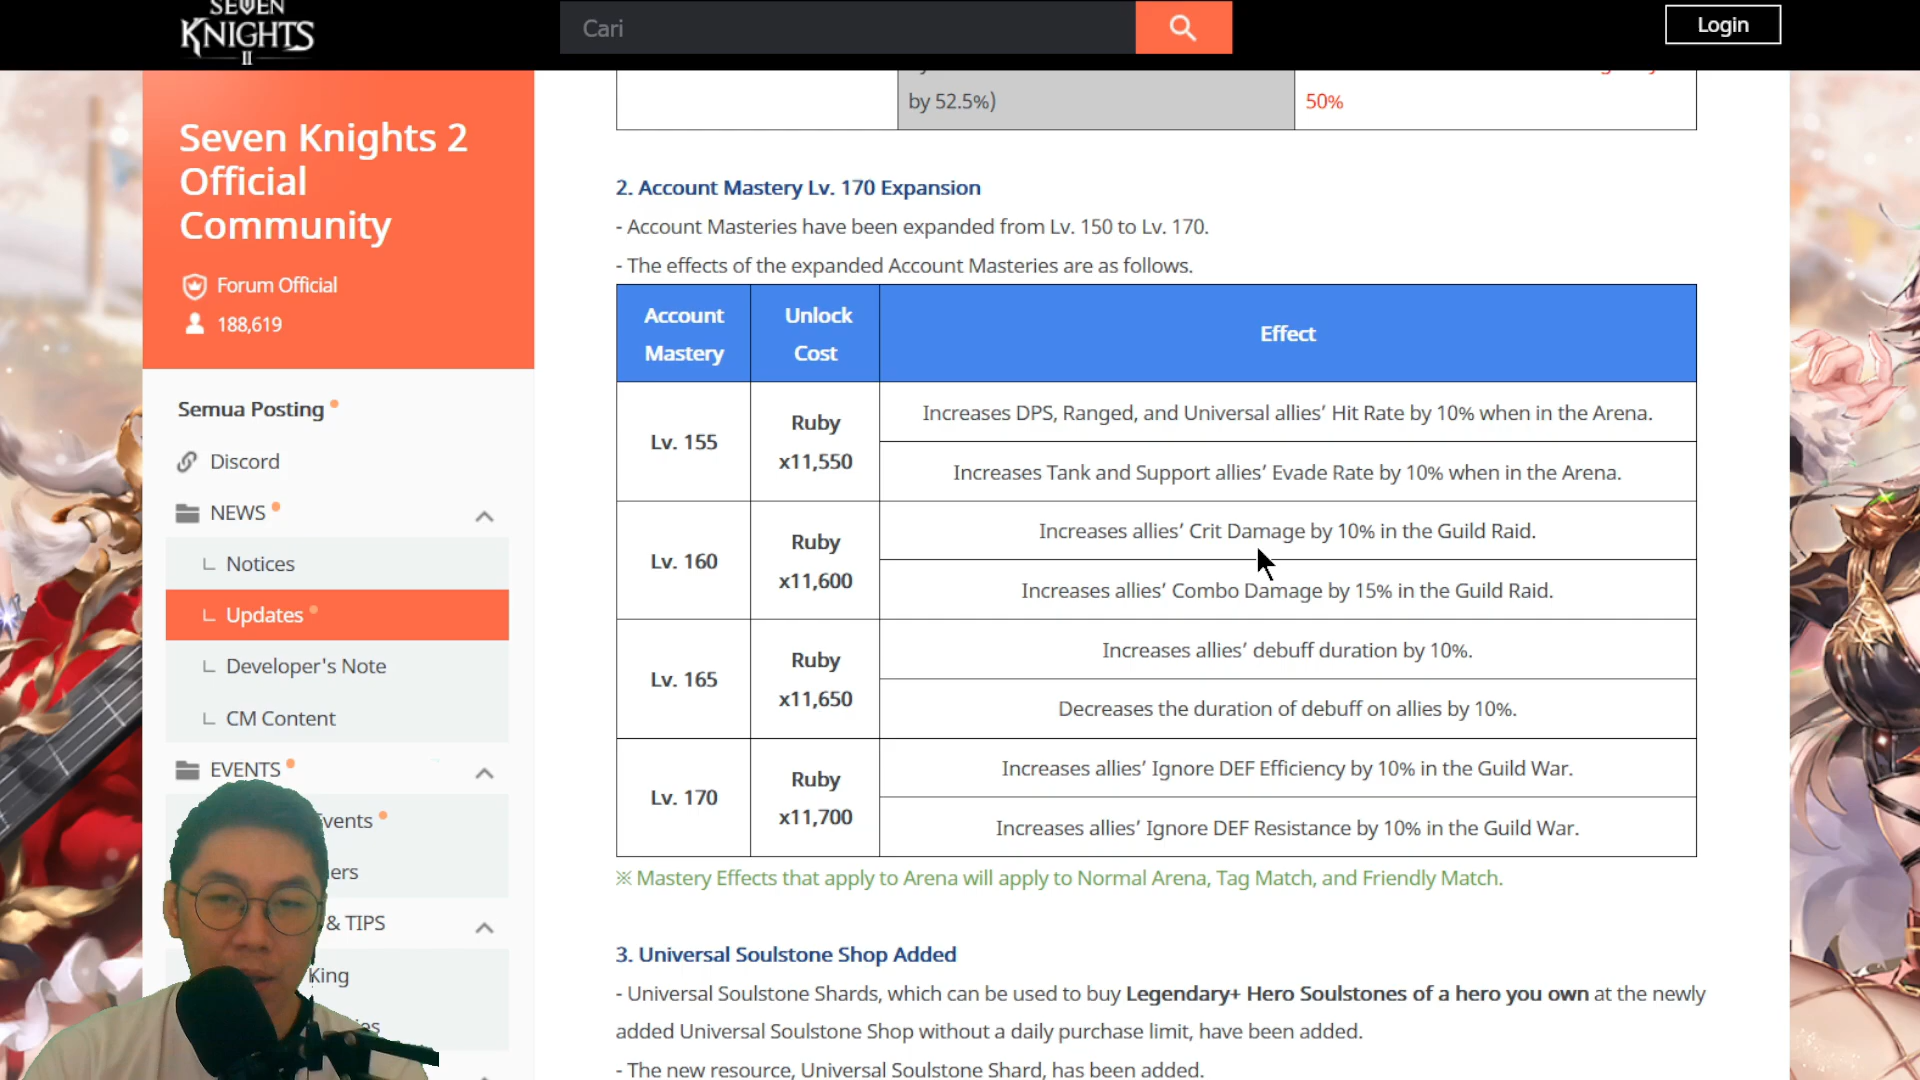 SEVEN
KNIGHTS
II
Cari
Login
Seven Knights 2
Official
Community
Forum Official
188,619
Semua Posting
Discord
NEWS
Notices
Updates
Developer's Note
CM Content
EVENTS
vents
ers
& TIPS
King
es
by 52.5%)
50%
2. Account Mastery Lv. 170 Expansion
- Account Masteries have been expanded from Lv. 150 to Lv. 170.
- The effects of the expanded Account Masteries are as follows.
Account
Mastery
Unlock
Cost
Effect
Lv. 155
Ruby
x11,550
Increases DPS, Ranged, and Universal allies’ Hit Rate by 10% when in the Arena.
Increases Tank and Support allies’ Evade Rate by 10% when in the Arena.
Lv. 160
Ruby
x11,600
Increases allies’ Crit Damage by 10% in the Guild Raid.
Increases allies’ Combo Damage by 15% in the Guild Raid.
Lv. 165
Ruby
x11,650
Increases allies’ debuff duration by 10%.
Decreases the duration of debuff on allies by 10%.
Lv. 170
Ruby
x11,700
Increases allies’ Ignore DEF Efficiency by 10% in the Guild War.
Increases allies’ Ignore DEF Resistance by 10% in the Guild War.
※ Mastery Effects that apply to Arena will apply to Normal Arena, Tag Match, and Friendly Match.
3. Universal Soulstone Shop Added
- Universal Soulstone Shards, which can be used to buy Legendary+ Hero Soulstones of a hero you own at the newly
added Universal Soulstone Shop without a daily purchase limit, have been added.
- The new resource, Universal Soulstone Shard, has been added.